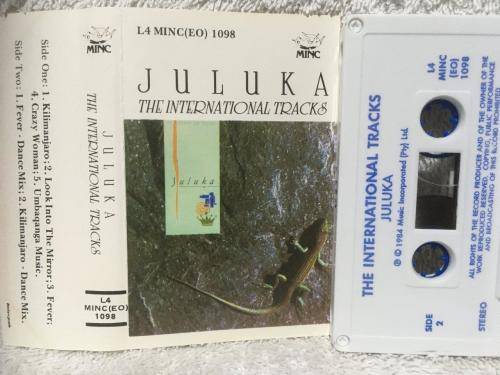 MINC
Side One: 1. Kilimanjaro; 2. Look Into The Mirror; 3. Fever;
4. Crazy Woman; 5. Umbaqanga Music.
Side Two: 1. Fever - Dance Mix; 2. Kilimanjaro - Dance Mix.
JULUKA
THE INTERNATIONAL TRACKS
L4
MINC(EO)
1098
L4 MINC(EO) 1098
MINC
JULUKA
THE INTERNATIONAL TRACKS
Juluka
L4
MINC
(EO)
1098
THE INTERNATIONAL TRACKS
JULUKA
℗ © 1984 Music Incorporated (Pty) Ltd.
ALL RIGHTS OF THE RECORD PRODUCER AND OF THE OWNER OF THE
WORK REPRODUCED RESERVED. COPYING, PUBLIC PERFORMANCE
AND BROADCASTING OF THIS RECORD PROHIBITED
SIDE
2
STEREO